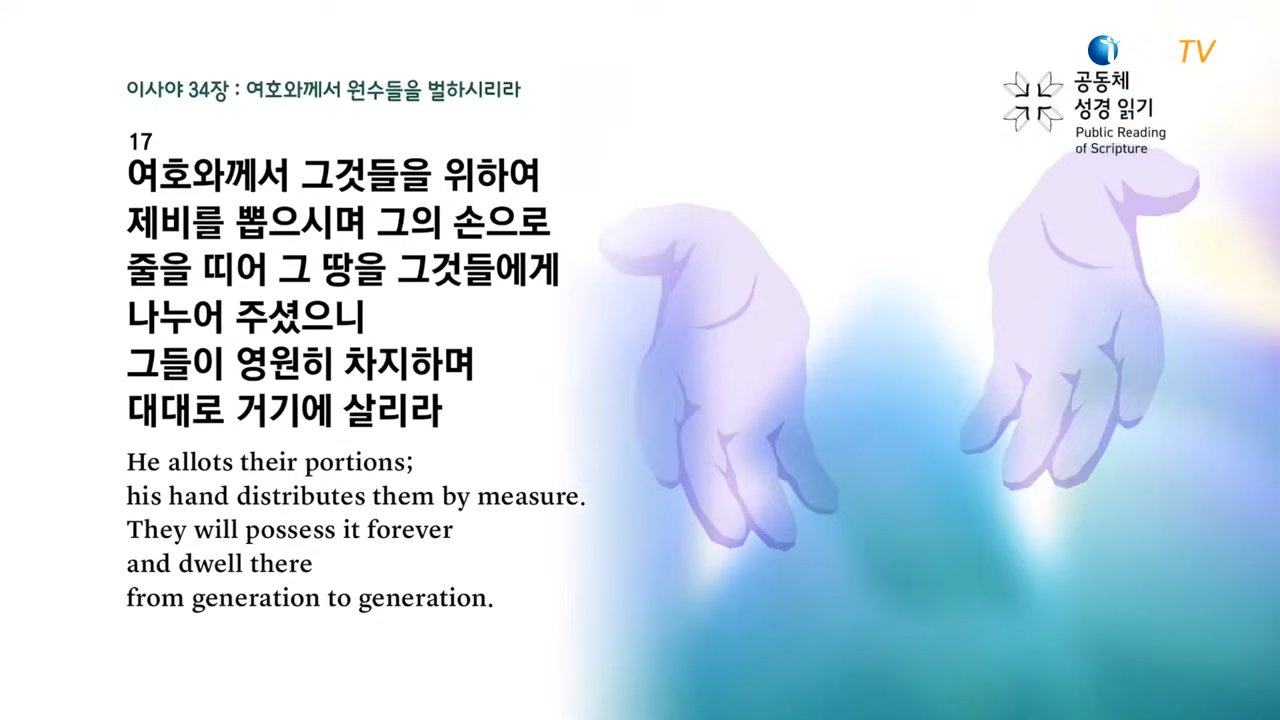 TV
이사야 34장 : 여호와께서 원수들을 벌하시리라
공동체
성경 읽기
Public Reading
of Scripture
17
여호와께서 그것들을 위하여
제비를 뽑으시며 그의 손으로
줄을 띠어 그 땅을 그것들에게
나누어 주셨으니
그들이 영원히 차지하며
대대로 거기에 살리라
He allots their portions;
his hand distributes them by measure.
They will possess it forever
and dwell there
from generation to generation.